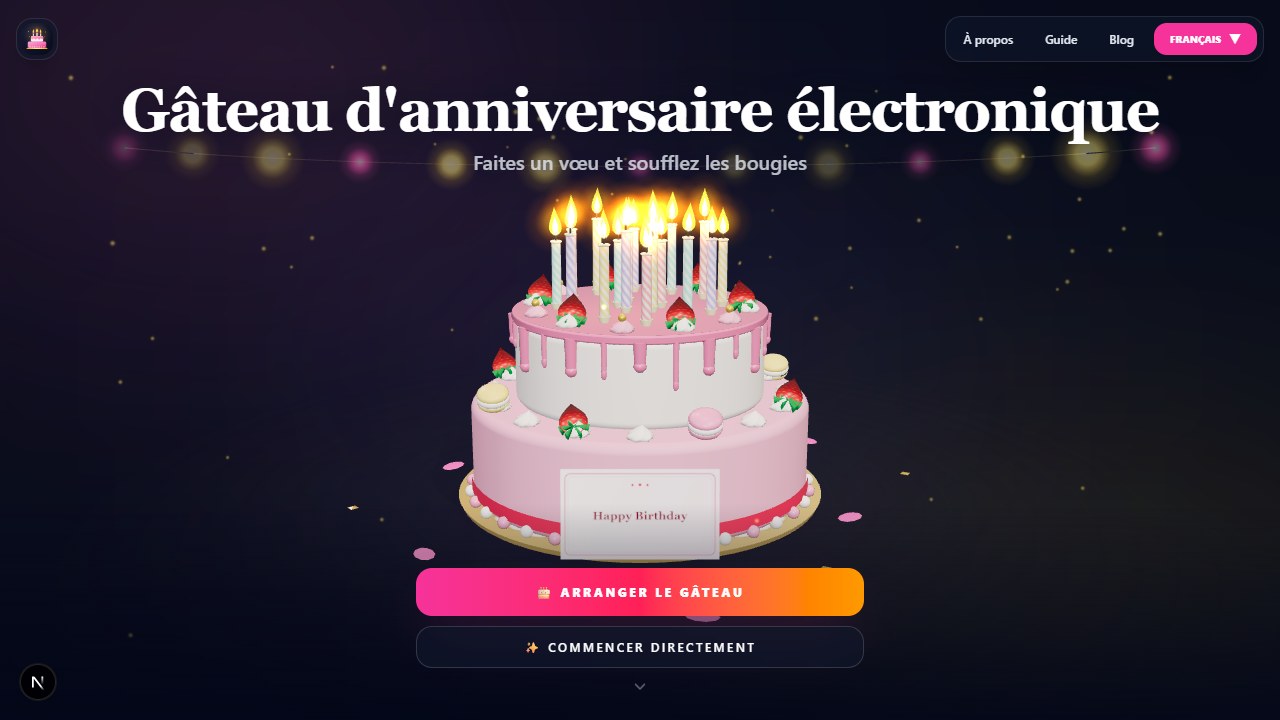 À propos
Guide
Blog
FRANÇAIS ▼
Gâteau d'anniversaire électronique
Faites un vœu et soufflez les bougies
Happy Birthday
🎂 ARRANGER LE GÂTEAU
✨ COMMENCER DIRECTEMENT
N